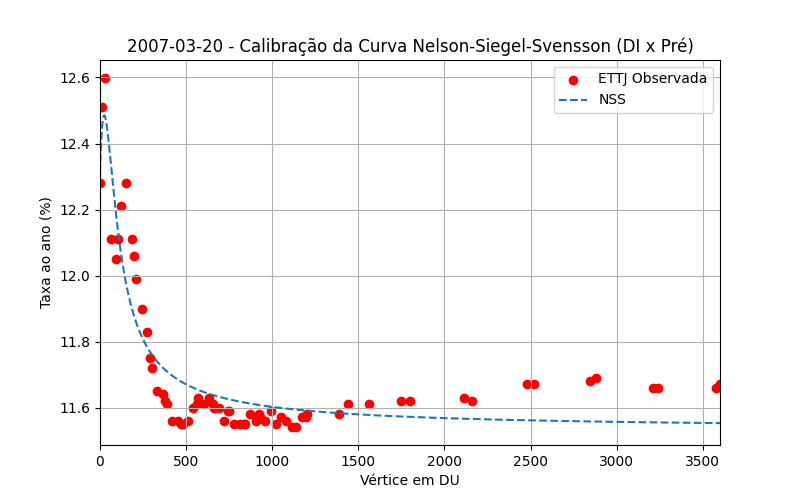 2007-03-20 - Calibração da Curva Nelson-Siegel-Svensson (DI x Pré)
ETTJ Observada
NSS
Taxa ao ano (%)
12.6
12.4
12.2
12.0
11.8
11.6
0
500
1000
1500
2000
2500
3000
3500
Vértice em DU